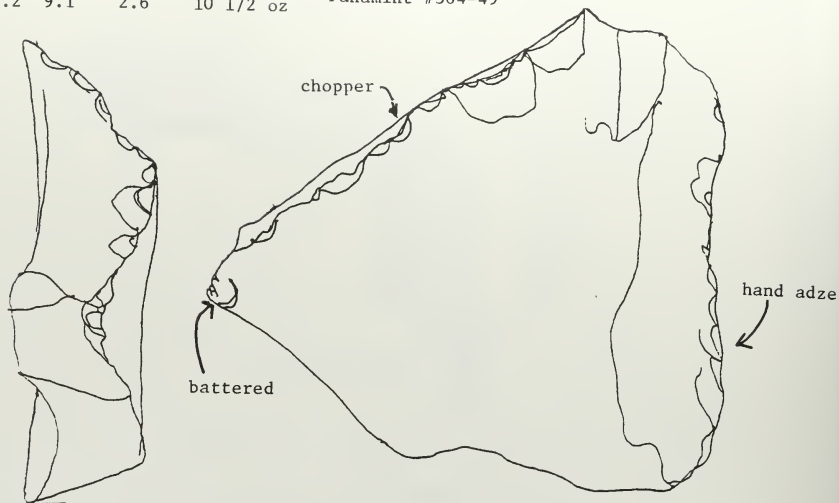 .2 9.1 2.6 10 1/2 oz
chopper
hand adze
battered